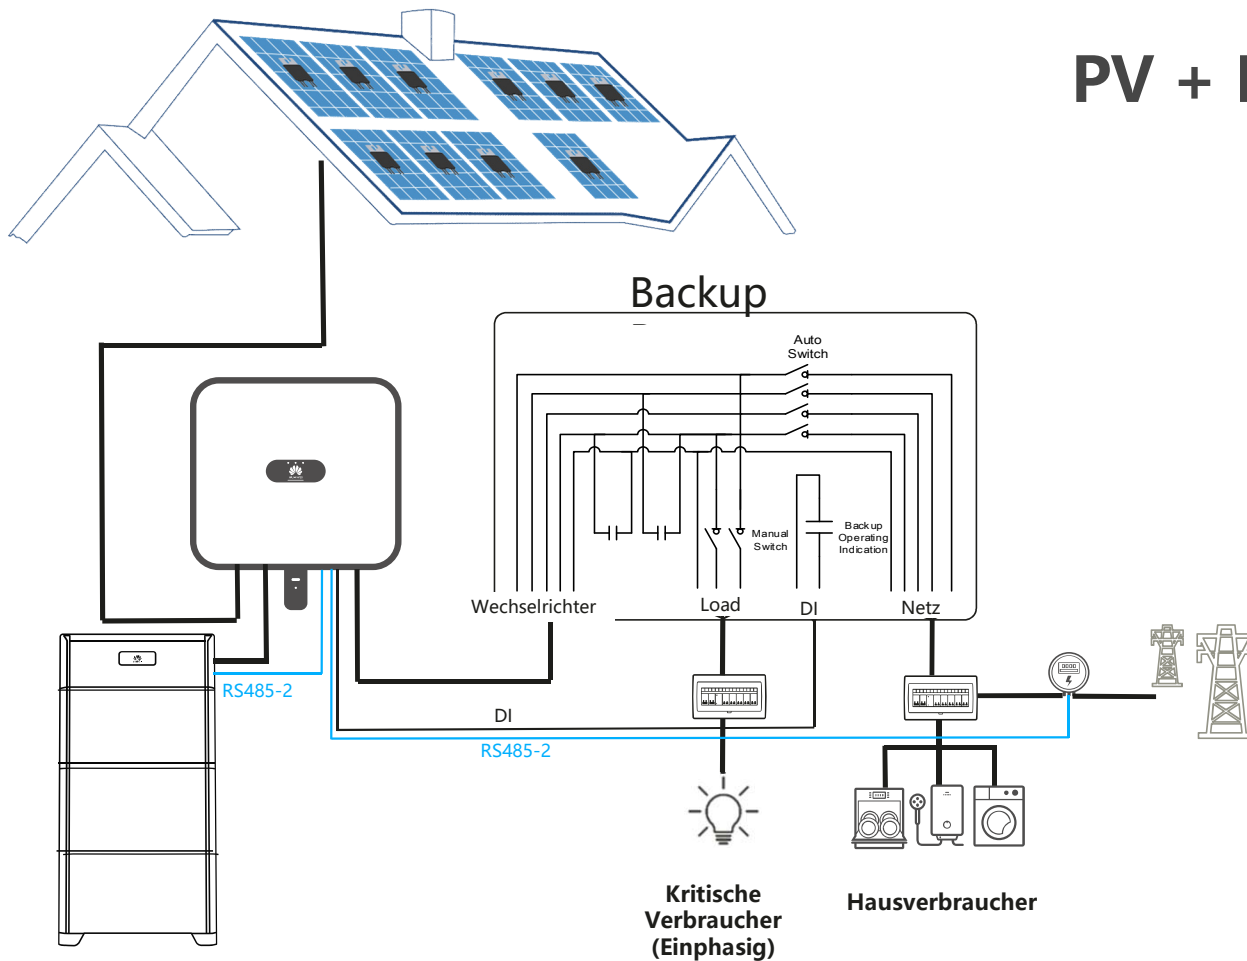 PV +
Backup
Auto
Switch
Manual
Switch
Backup
Operating
Indication
Wechselrichter
Load
DI
Netz
RS485-2
DI
RS485-2
Kritische
Verbraucher
(Einphasig)
Hausverbraucher